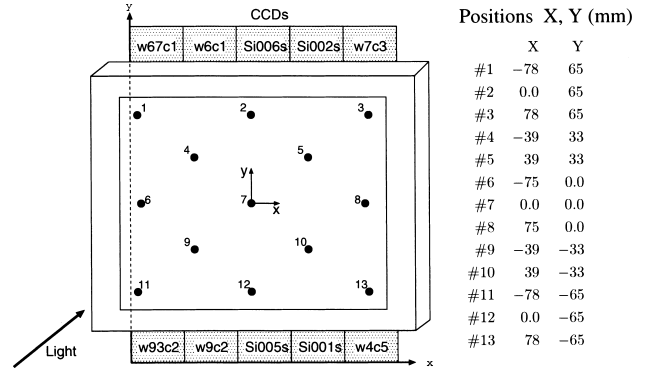 y
CCDs
w67c1 w6c1 Si006s Si002s w7c3
1 2 3
4 5
y
6 7 8
x
9 10
11 12 13
w93c2 w9c2 Si005s Si001s w4c5
Light
x
Positions X, Y (mm)
X Y
#1 −78 65
#2 0.0 65
#3 78 65
#4 −39 33
#5 39 33
#6 −75 0.0
#7 0.0 0.0
#8 75 0.0
#9 −39 −33
#10 39 −33
#11 −78 −65
#12 0.0 −65
#13 78 −65